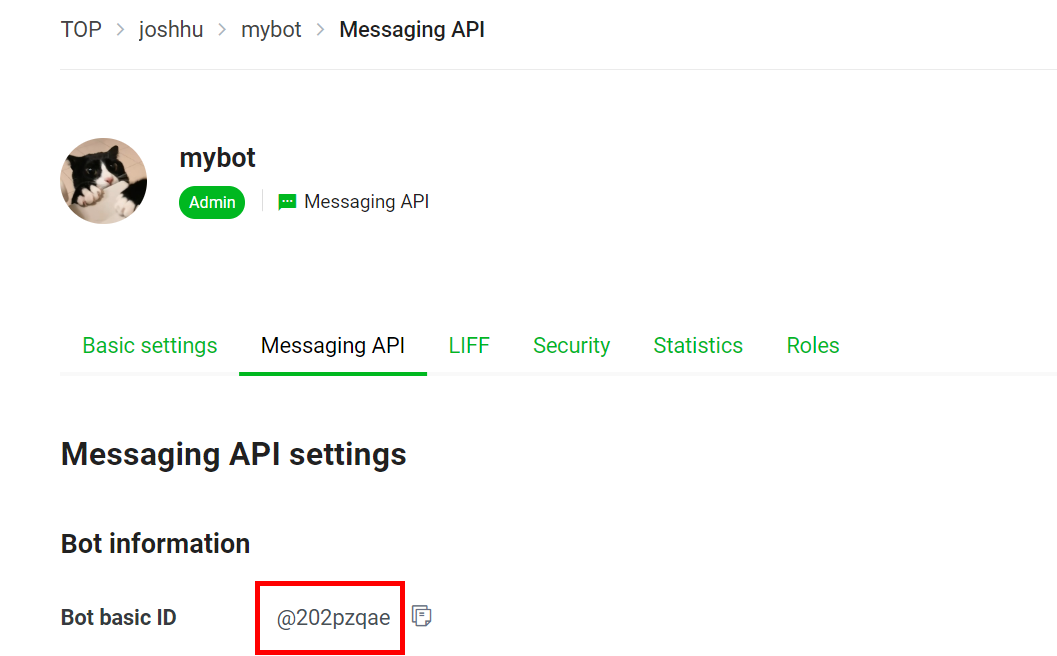 TOP > joshhu > mybot > Messaging API
mybot
Admin Messaging API
Basic settings Messaging API LIFF Security Statistics Roles
Messaging API settings
Bot information
Bot basic ID @202pzqae